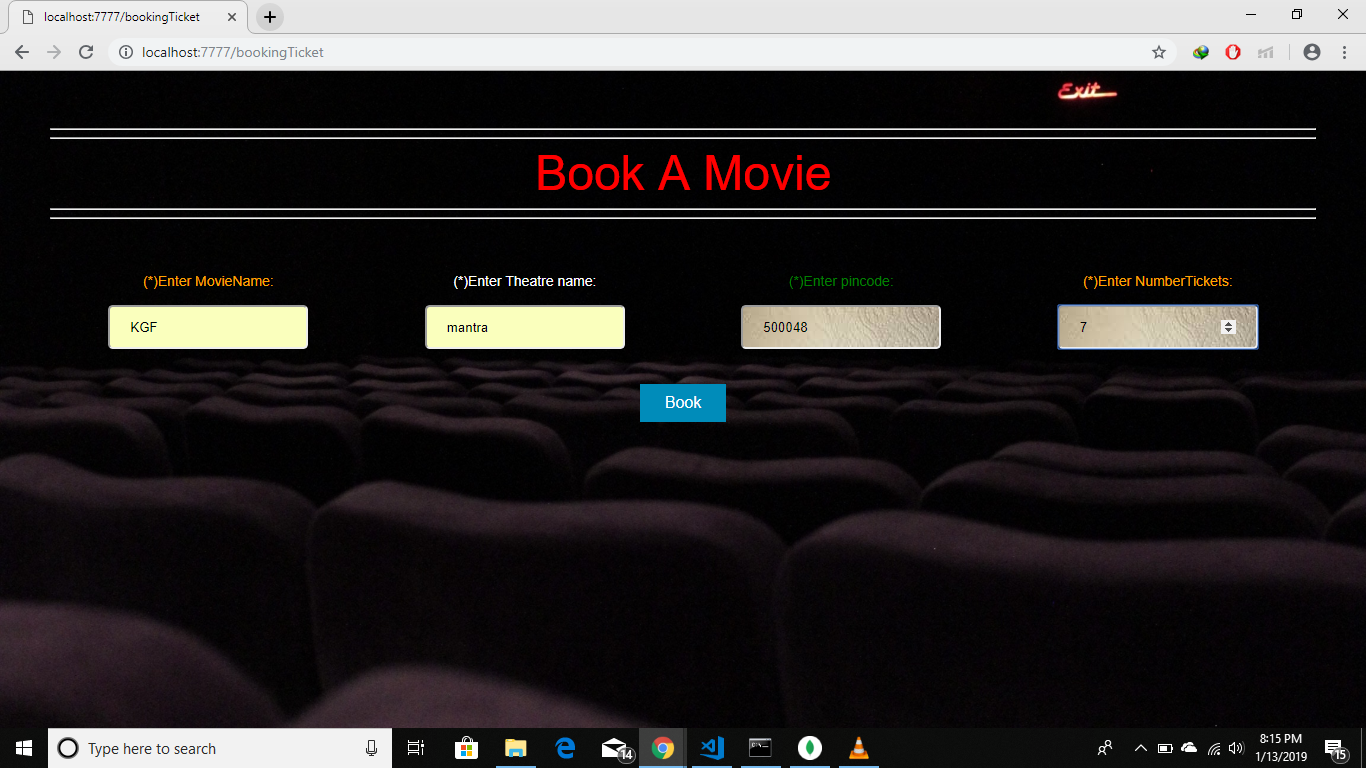 localhost:7777/bookingTicket
localhost:7777/bookingTicket
Exit
Book A Movie
(*)Enter MovieName: (*)Enter Theatre name: (*)Enter pincode: (*)Enter NumberTickets:
KGF mantra 500048 7
Book
Type here to search
14
8:15 PM
1/13/2019
15